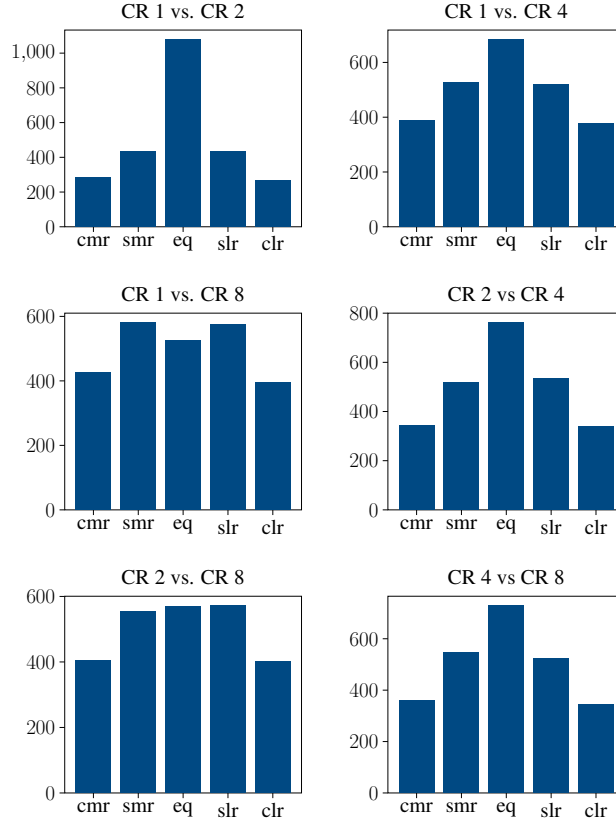 CR 1 vs. CR 2
1,000
800
600
400
200
0
cmr smr eq slr clr
CR 1 vs. CR 4
600
400
200
0
cmr smr eq slr clr
CR 1 vs. CR 8
600
400
200
0
cmr smr eq slr clr
CR 2 vs CR 4
800
600
400
200
0
cmr smr eq slr clr
CR 2 vs. CR 8
600
400
200
0
cmr smr eq slr clr
CR 4 vs CR 8
600
400
200
0
cmr smr eq slr clr